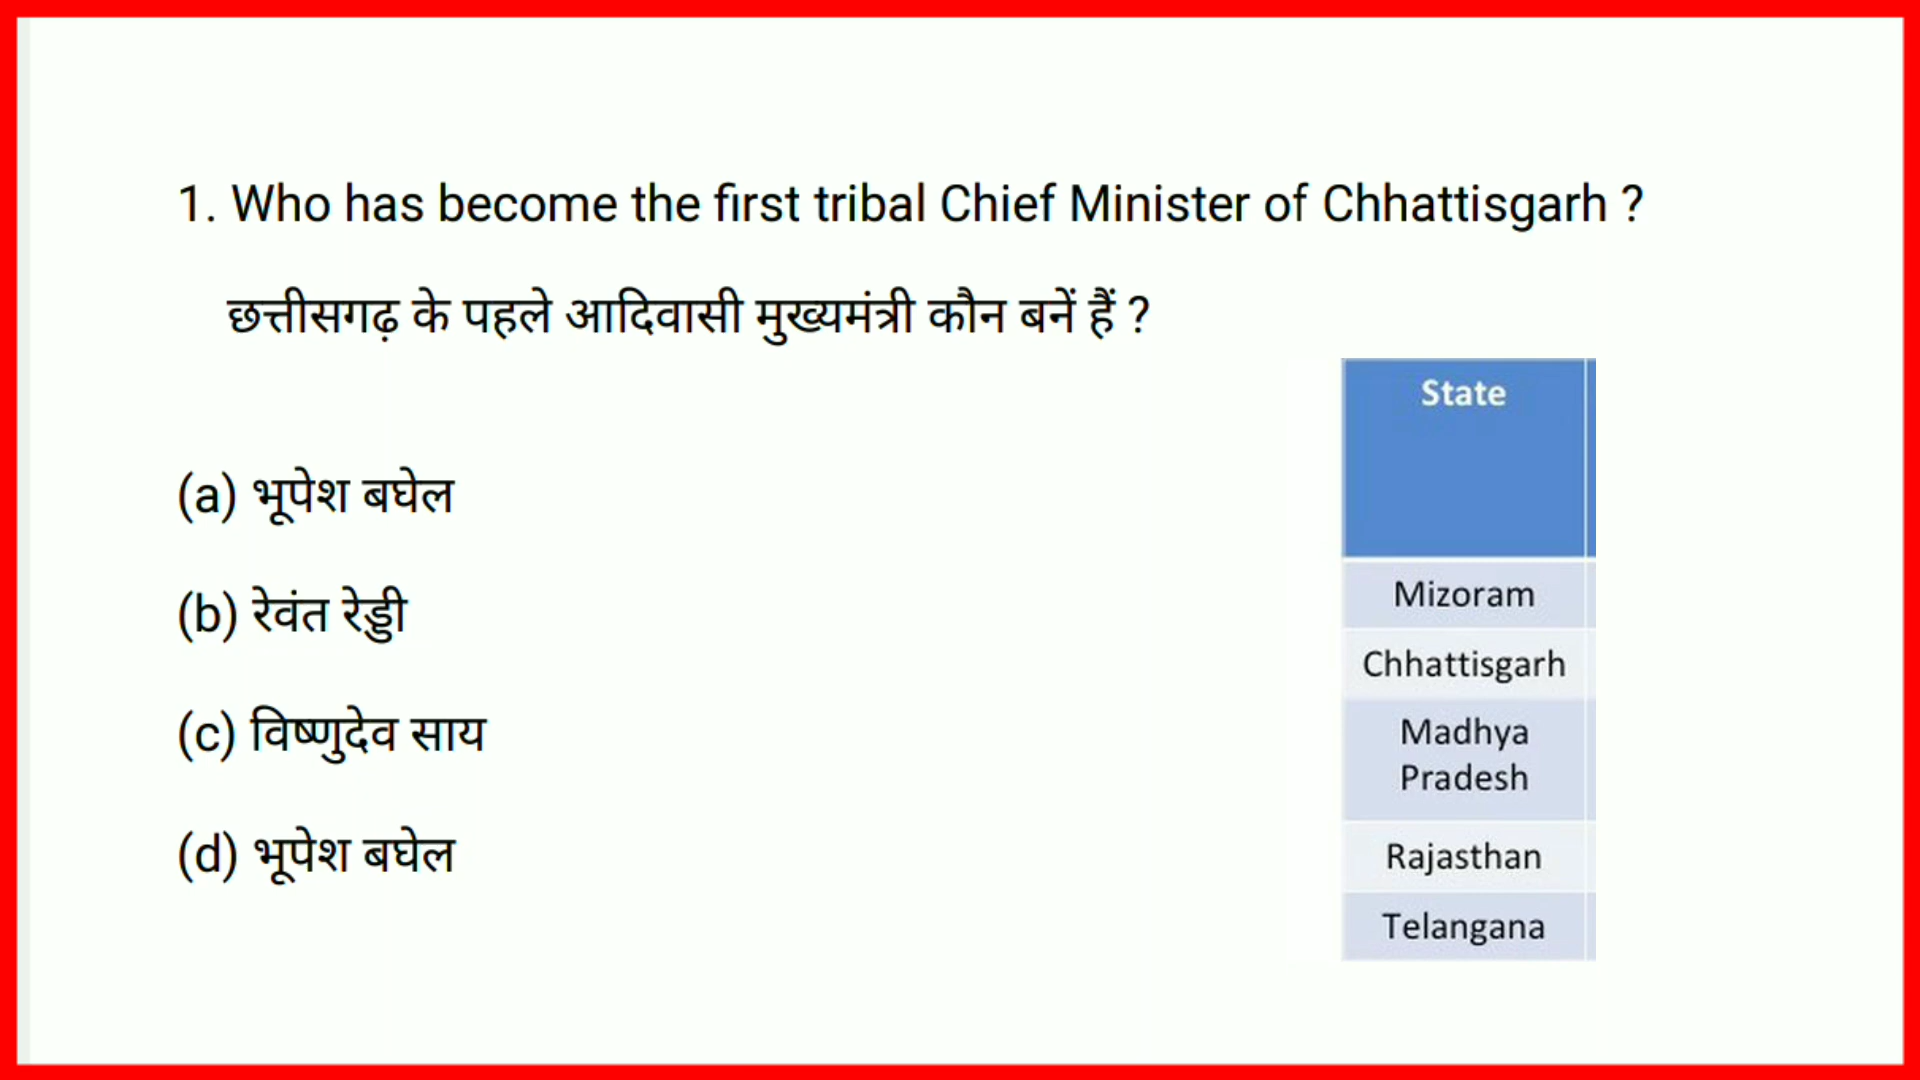 1. Who has become the first tribal Chief Minister of Chhattisgarh ?
छत्तीसगढ़ के पहले आदिवासी मुख्यमंत्री कौन बनें हैं ?
(a) भूपेश बघेल
(b) रेवंत रेड्डी
(c) विष्णुदेव साय
(d) भूपेश बघेल
State
Mizoram
Chhattisgarh
Madhya
Pradesh
Rajasthan
Telangana